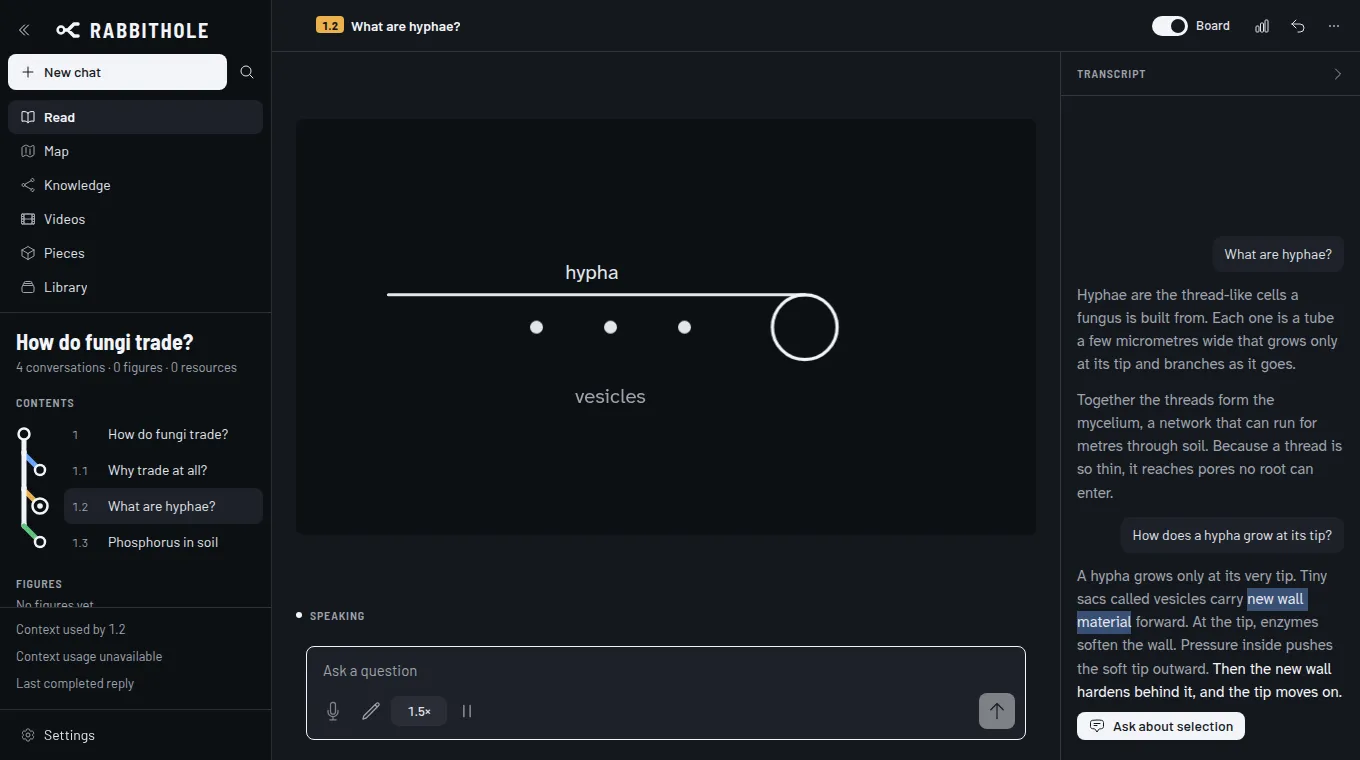 RABBITHOLE
New chat
Read
Map
Knowledge
Videos
Pieces
Library
How do fungi trade?
4 conversations · 0 figures · 0 resources
CONTENTS
1 How do fungi trade?
1.1 Why trade at all?
1.2 What are hyphae?
1.3 Phosphorus in soil
FIGURES
No figures yet
Context used by 1.2
Context usage unavailable
Last completed reply
Settings
1.2 What are hyphae?
Board
hypha
vesicles
SPEAKING
Ask a question
1.5×
TRANSCRIPT
What are hyphae?
Hyphae are the thread-like cells a
fungus is built from. Each one is a tube
a few micrometres wide that grows only
at its tip and branches as it goes.
Together the threads form the
mycelium, a network that can run for
metres through soil. Because a thread is
so thin, it reaches pores no root can
enter.
How does a hypha grow at its tip?
A hypha grows only at its very tip. Tiny
sacs called vesicles carry new wall
material forward. At the tip, enzymes
soften the wall. Pressure inside pushes
the soft tip outward. Then the new wall
hardens behind it, and the tip moves on.
Ask about selection